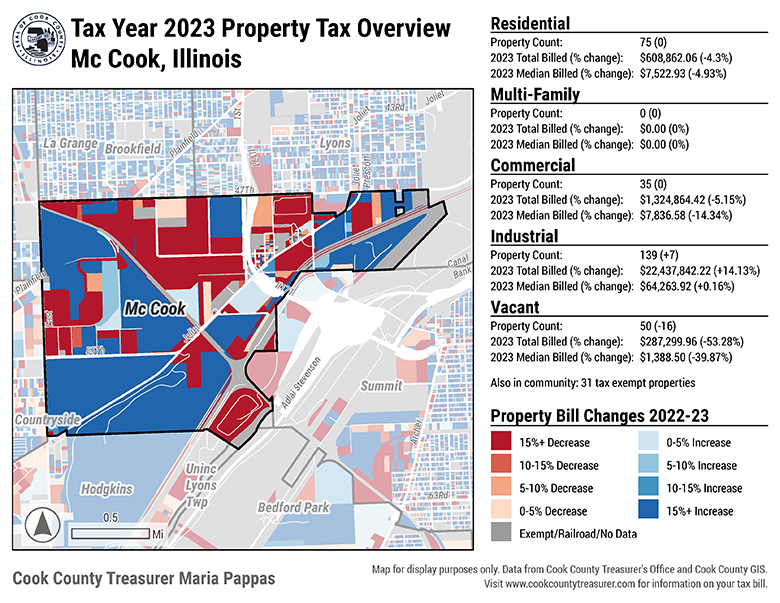 SEAL OF COOK COUNTY
ILLINOIS
Tax Year 2023 Property Tax Overview
Mc Cook, Illinois
La Grange
Brookfield
Plainfield
1St
43Rd
Joliet
Joliet
Lyons
47Th
Joliet
Prescott
Canal
Bank
Plainfield
Mc Cook
East
Joliet
Adlai Stevenson
Summit
Countryside
Archer
Hodgkins
Uninc
Lyons
Twp
Bedford Park
63Rd
0.5
Mi
Cook County Treasurer Maria Pappas
Residential
Property Count: 75 (0)
2023 Total Billed (% change): $608,862.06 (-4.3%)
2023 Median Billed (% change): $7,522.93 (-4.93%)
Multi-Family
Property Count: 0 (0)
2023 Total Billed (% change): $0.00 (0%)
2023 Median Billed (% change): $0.00 (0%)
Commercial
Property Count: 35 (0)
2023 Total Billed (% change): $1,324,864.42 (-5.15%)
2023 Median Billed (% change): $7,836.58 (-14.34%)
Industrial
Property Count: 139 (+7)
2023 Total Billed (% change): $22,437,842.22 (+14.13%)
2023 Median Billed (% change): $64,263.92 (+0.16%)
Vacant
Property Count: 50 (-16)
2023 Total Billed (% change): $287,299.96 (-53.28%)
2023 Median Billed (% change): $1,388.50 (-39.87%)
Also in community: 31 tax exempt properties
Property Bill Changes 2022-23
15%+ Decrease
10-15% Decrease
5-10% Decrease
0-5% Decrease
Exempt/Railroad/No Data
0-5% Increase
5-10% Increase
10-15% Increase
15%+ Increase
Map for display purposes only. Data from Cook County Treasurer's Office and Cook County GIS.
Visit www.cookcountytreasurer.com for information on your tax bill.